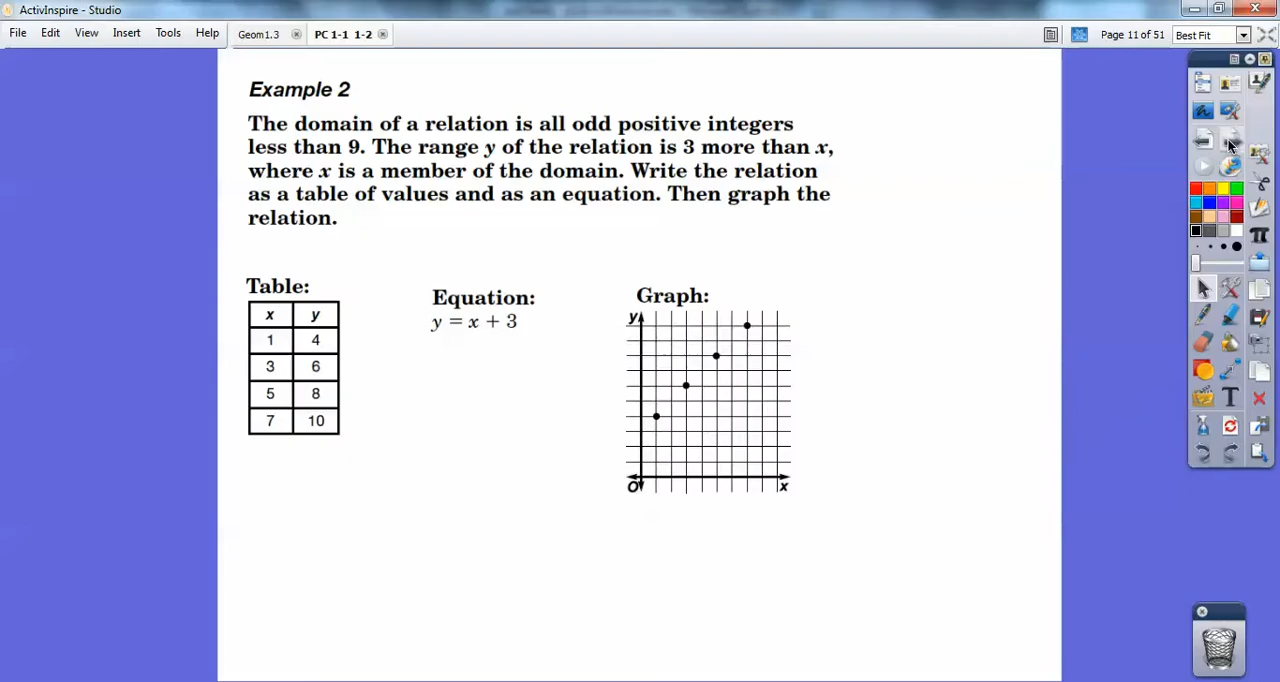 ActivInspire - Studio
File Edit View Insert Tools Help
Geom1.3 PC 1-1 1-2
Page 11 of 51 Best Fit
Example 2
The domain of a relation is all odd positive integers
less than 9. The range y of the relation is 3 more than x,
where x is a member of the domain. Write the relation
as a table of values and as an equation. Then graph the
relation.
Table:
x y
1 4
3 6
5 8
7 10
Equation:
y = x + 3
Graph:
y
O x